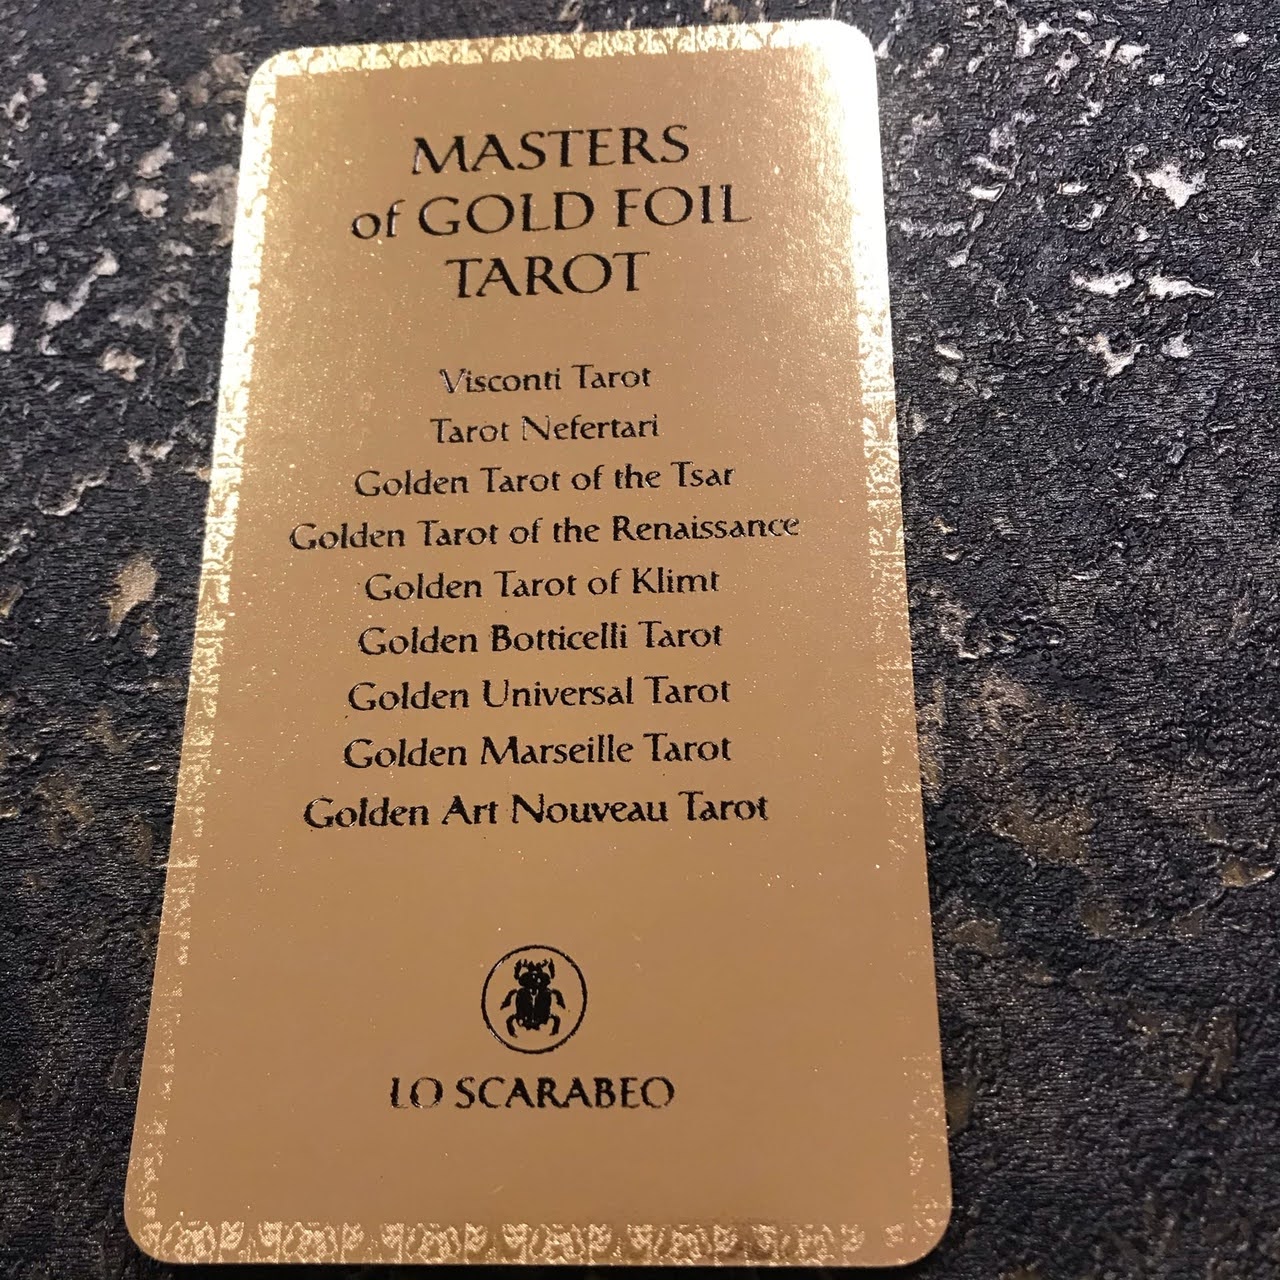 MASTERS
of GOLD FOIL
TAROT
Visconti Tarot
Tarot Nefertari
Golden Tarot of the Tsar
Golden Tarot of the Renaissance
Golden Tarot of Klimt
Golden Botticelli Tarot
Golden Universal Tarot
Golden Marseille Tarot
Golden Art Nouveau Tarot
LO SCARABEO